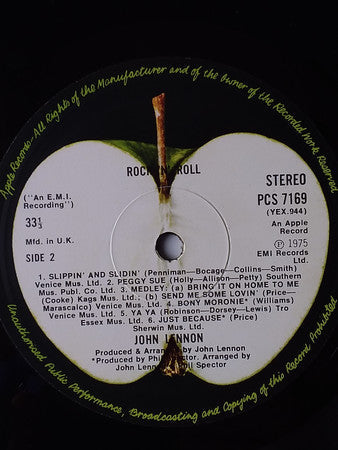 Apple Records-All Rights of the Manufacturer and of the Owner of the Recorded Work Reserved
ROCK 'N' ROLL
("An E.M.I.
Recording")
33⅓
Mfd. in U.K.
SIDE 2
STEREO
PCS 7169
(YEX.944)
An Apple
Record
Ⓟ 1975
EMI Records
Ltd.
1. SLIPPIN' AND SLIDIN' (Penniman—Bocage—Collins—Smith)
Venice Mus. Ltd. 2. PEGGY SUE (Holly—Allison—Petty) Southern
Mus. Publ. Co. Ltd. 3. MEDLEY: (a) BRING IT ON HOME TO ME
(Cooke) Kags Mus. Ltd.; (b) SEND ME SOME LOVIN' (Price—
Marascalco) Venice Mus. Ltd. 4. BONY MORONIE* (Williams)
Venice Mus. Ltd. 5. YA YA (Robinson—Dorsey—Lewis) Tro
Essex Mus. Ltd. 6. JUST BECAUSE* (Price)
Sherwin Mus. Ltd.
JOHN LENNON
Produced & Arranged by John Lennon
*Produced by Phil Spector. Arranged by
John Lennon Phil Spector
Unauthorised Public Performance, Broadcasting and Copying of this Record Prohibited